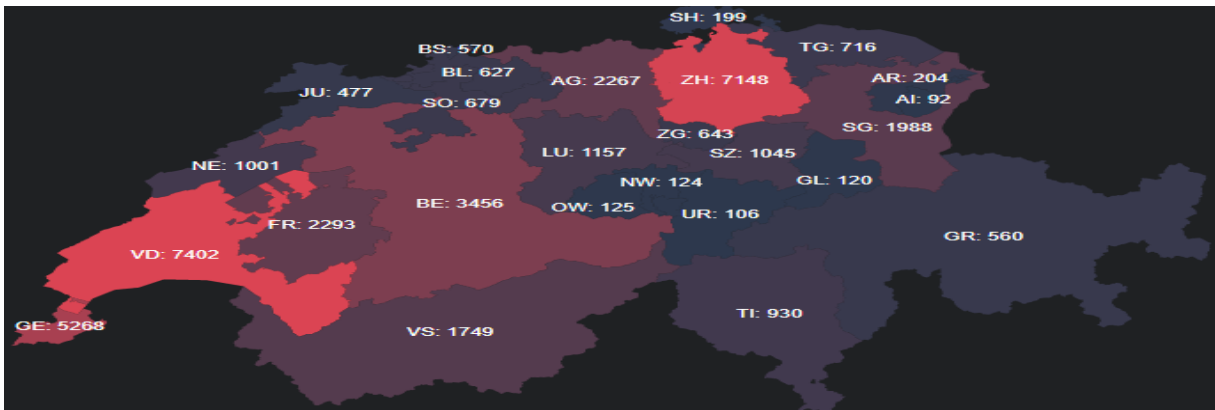 SH: 199
BS: 570
TG: 716
BL: 627
AG: 2267
ZH: 7148
AR: 204
JU: 477
SO: 679
AI: 92
ZG: 643
SG: 1988
NE: 1001
LU: 1157
SZ: 1045
NW: 124
GL: 120
BE: 3456
OW: 125
UR: 106
FR: 2293
GR: 560
VD: 7402
TI: 930
GE: 5268
VS: 1749